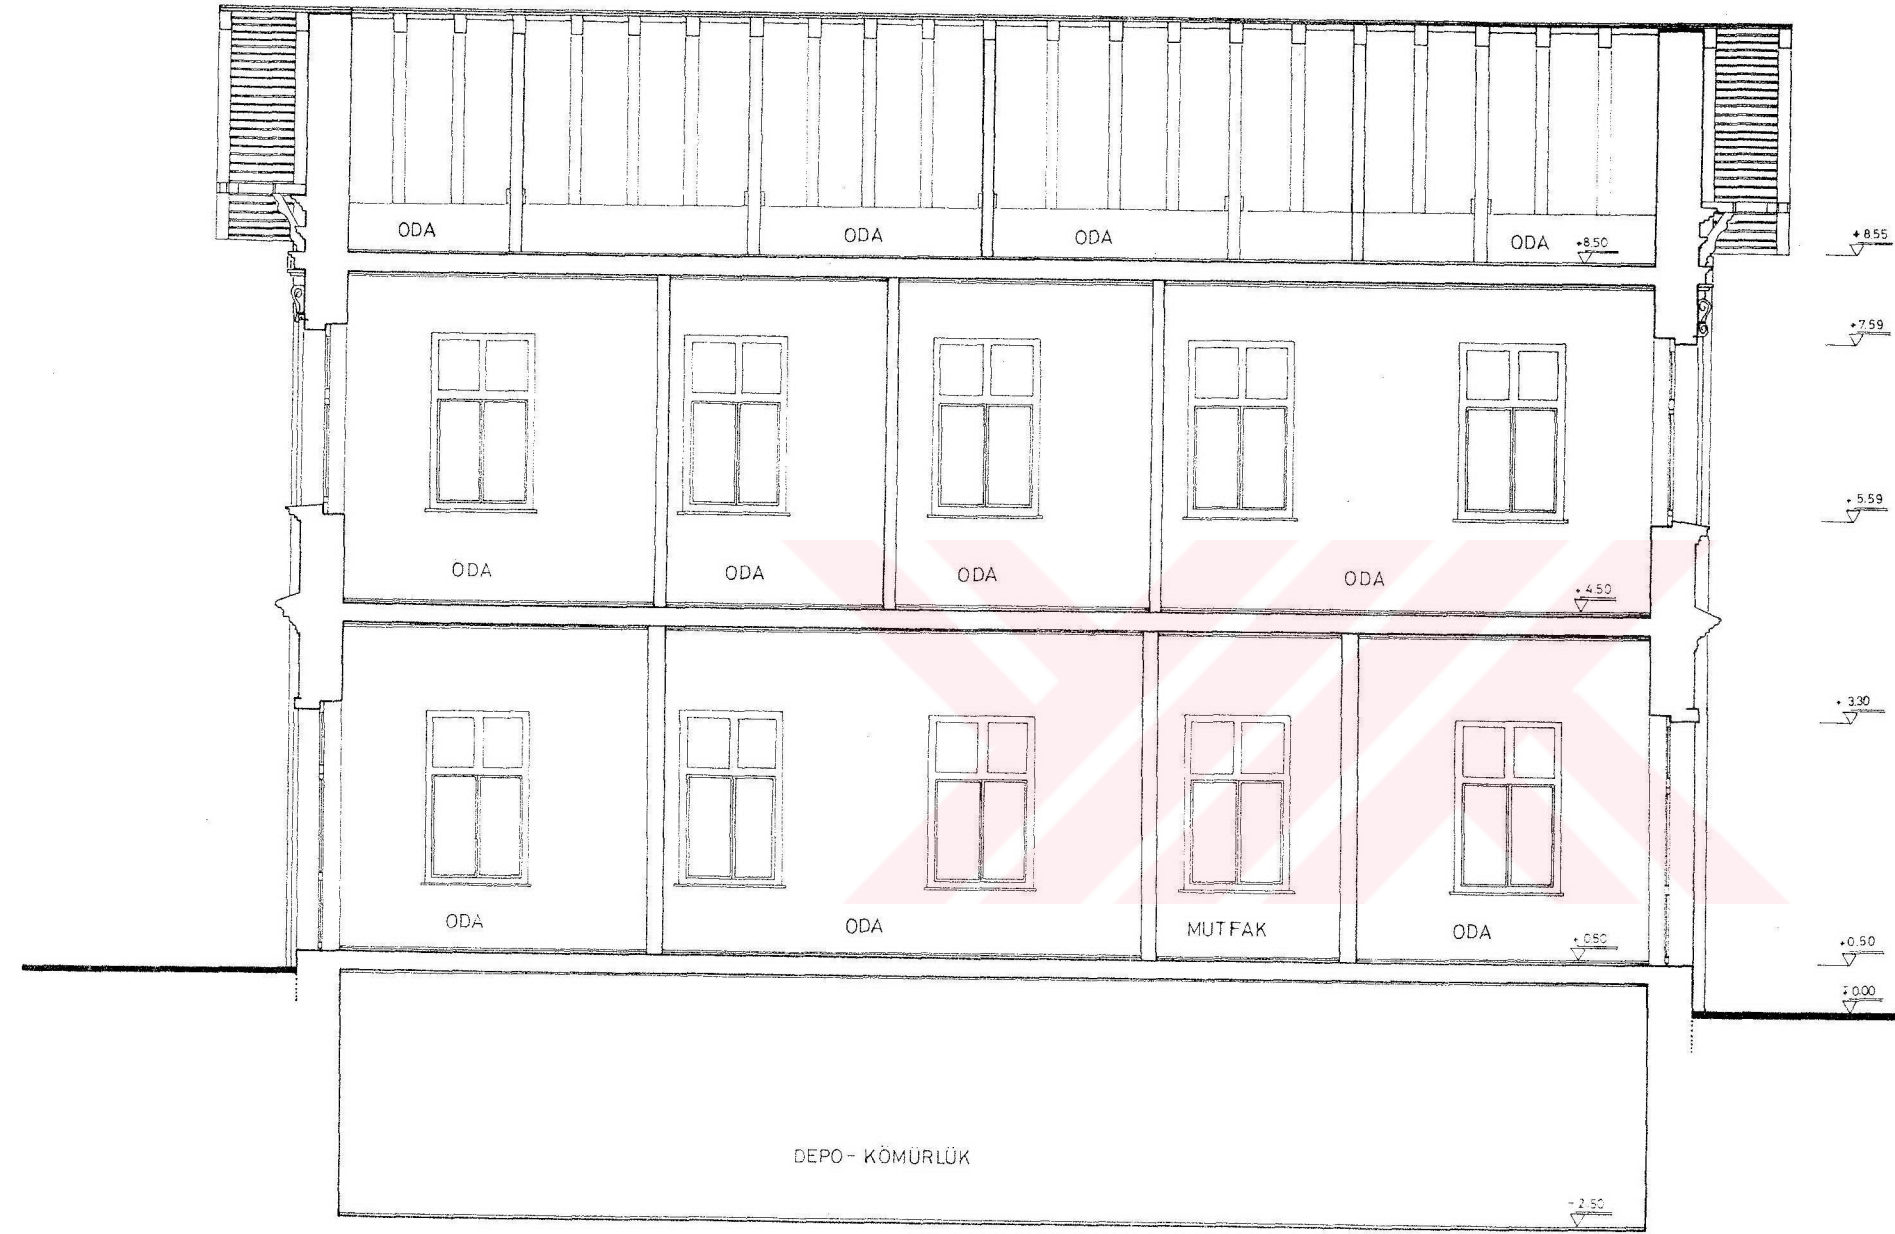 ODA
ODA
ODA
ODA
+8.50
+8.55
+7.59
+5.59
ODA
ODA
ODA
ODA
+4.50
+3.30
ODA
ODA
MUTFAK
ODA
+0.50
+0.50
+0.00
DEPO - KÖMÜRLÜK
-2.50